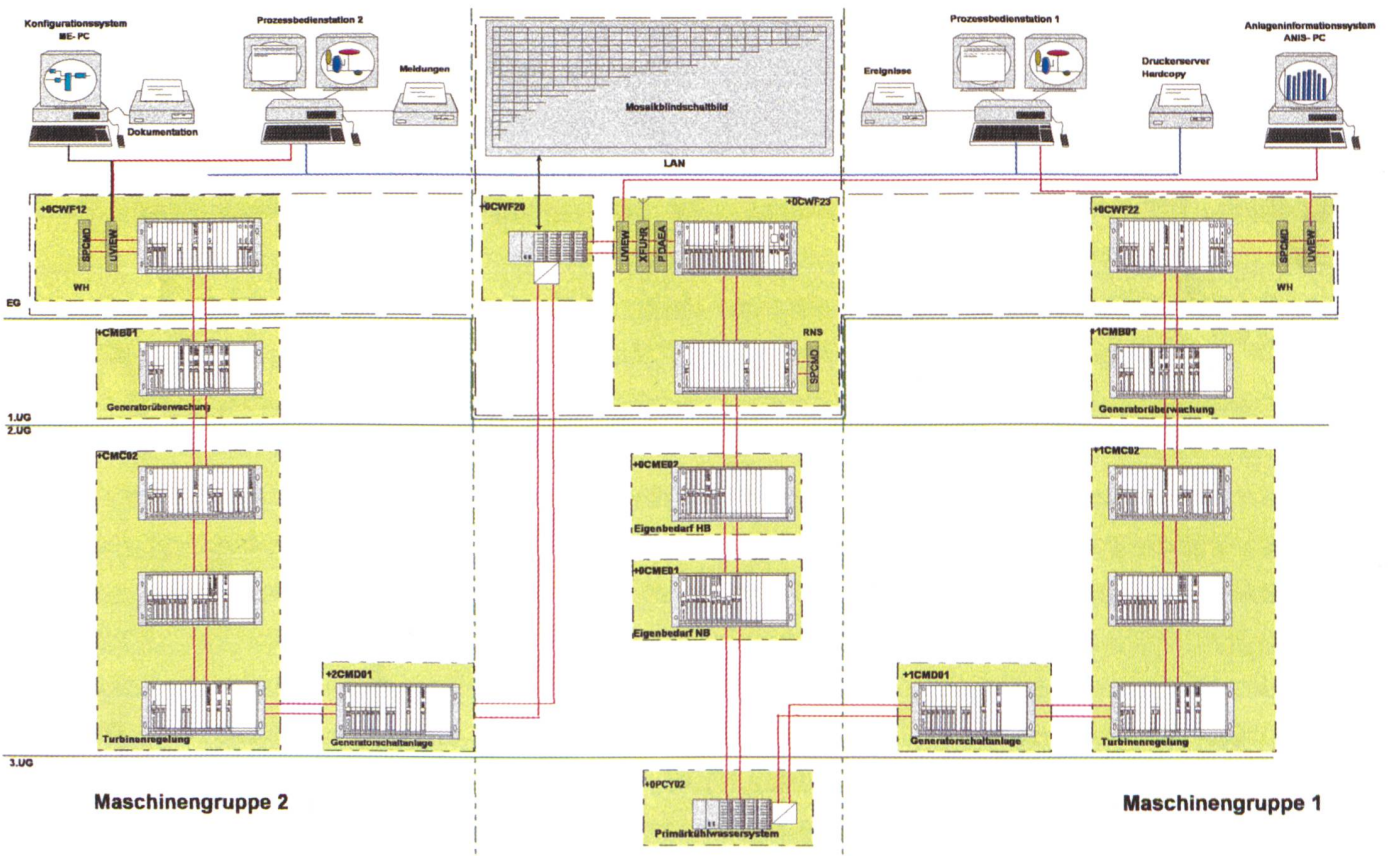 Konfigurationssystem
ME- PC
Prozessbedienstation 2
Prozessbedienstation 1
Anlageninformationssystem
ANIS- PC
Meldungen
Dokumentation
Mosaikblindschaltbild
Ereignisse
Druckerserver
Hardcopy
LAN
+0CWF12
SPCMD
UVIEW
WH
+0CWF20
+0CWF23
UVIEW
XFUHR
PDAEA
+0CWF22
SPCMD
UVIEW
WH
EG
RNS
SPCMD
+CMB01
Generatorüberwachung
+1CMB01
Generatorüberwachung
1.UG
2.UG
+CMC02
+0CME02
Eigenbedarf HB
+1CMC02
+0CME01
Eigenbedarf NB
+2CMD01
+1CMD01
Turbinenregelung
Generatorschaltanlage
Generatorschaltanlage
Turbinenregelung
3.UG
+0PCY02
Primärkühlwassersystem
Maschinengruppe 2
Maschinengruppe 1